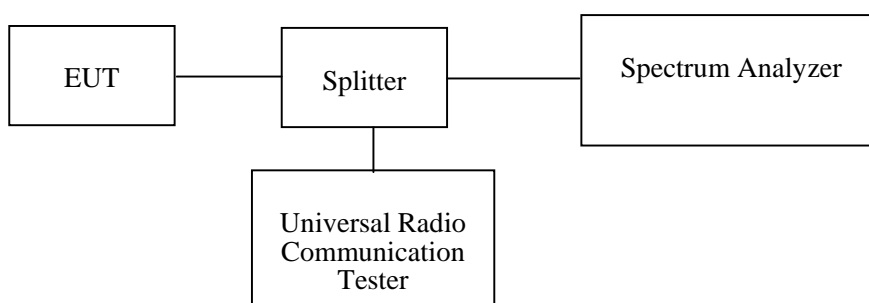 EUT
Splitter
Spectrum Analyzer
Universal Radio
Communication
Tester